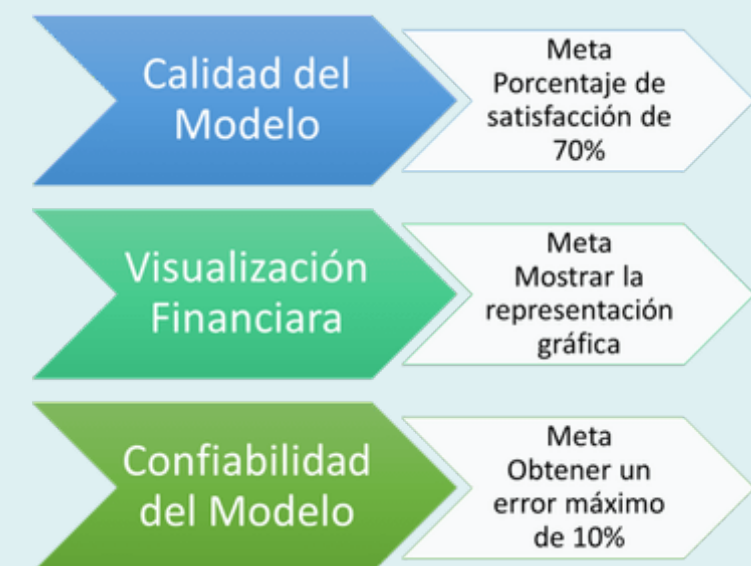 Calidad del
Modelo
Meta
Porcentaje de
satisfacción de
70%
Visualización
Financiara
Meta
Mostrar la
representación
gráfica
Confiabilidad
del Modelo
Meta
Obtener un
error máximo
de 10%